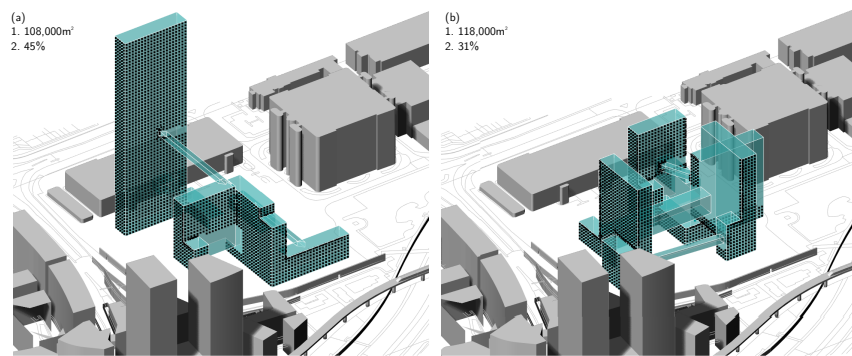 (a)
1. 108,000m²
2. 45%
(b)
1. 118,000m²
2. 31%